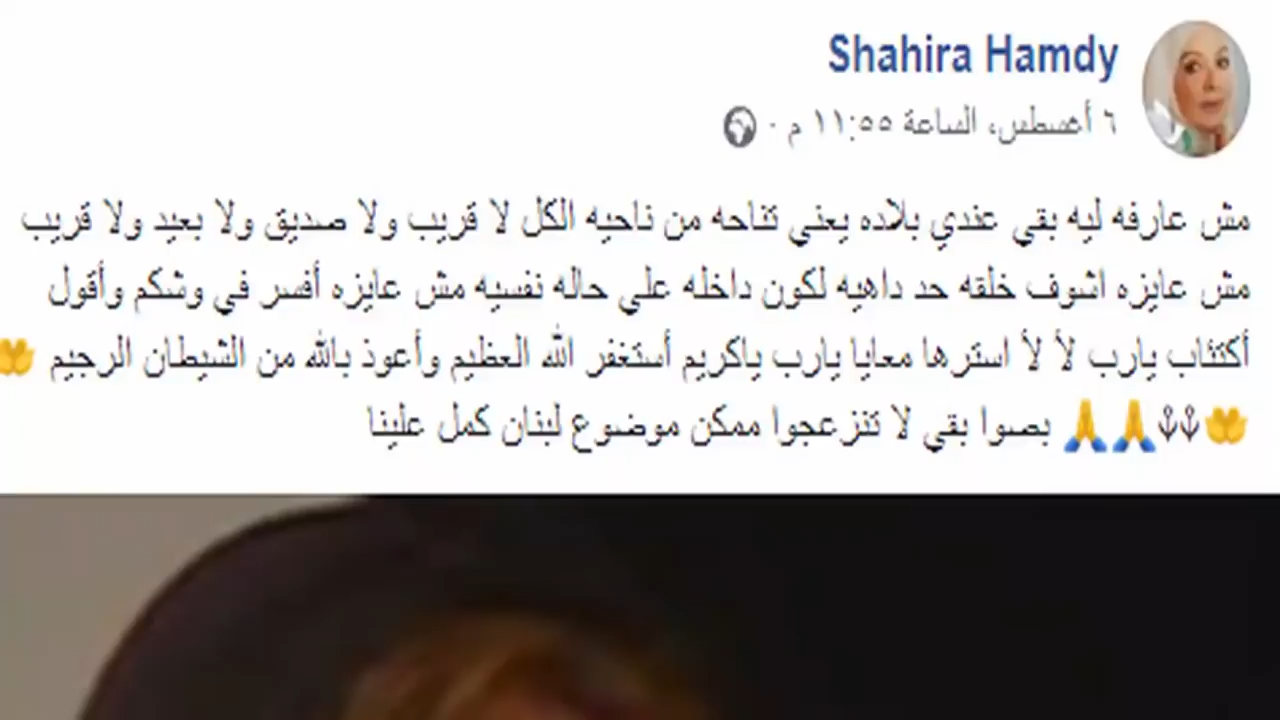 Shahira Hamdy
٦ أغسطس، الساعة ١١:٥٥ م ·
مش عارفه ليه بقي عندي بلاده يعني تناحه من ناحيه الكل لا قريب ولا صديق ولا بعيد ولا قريب
مش عايزه اشوف خلقه حد داهيه لكون داخله علي حاله نفسيه مش عايزه أفسر في وشكم وأقول
أكتئاب يارب لأ لأ استرها معايا يارب ياكريم أستغفر الله العظيم وأعوذ بالله من الشيطان الرجيم 🤲
🤲⚓⚓🙏🙏 بصوا بقي لا تنزعجوا ممكن موضوع لبنان كمل علينا